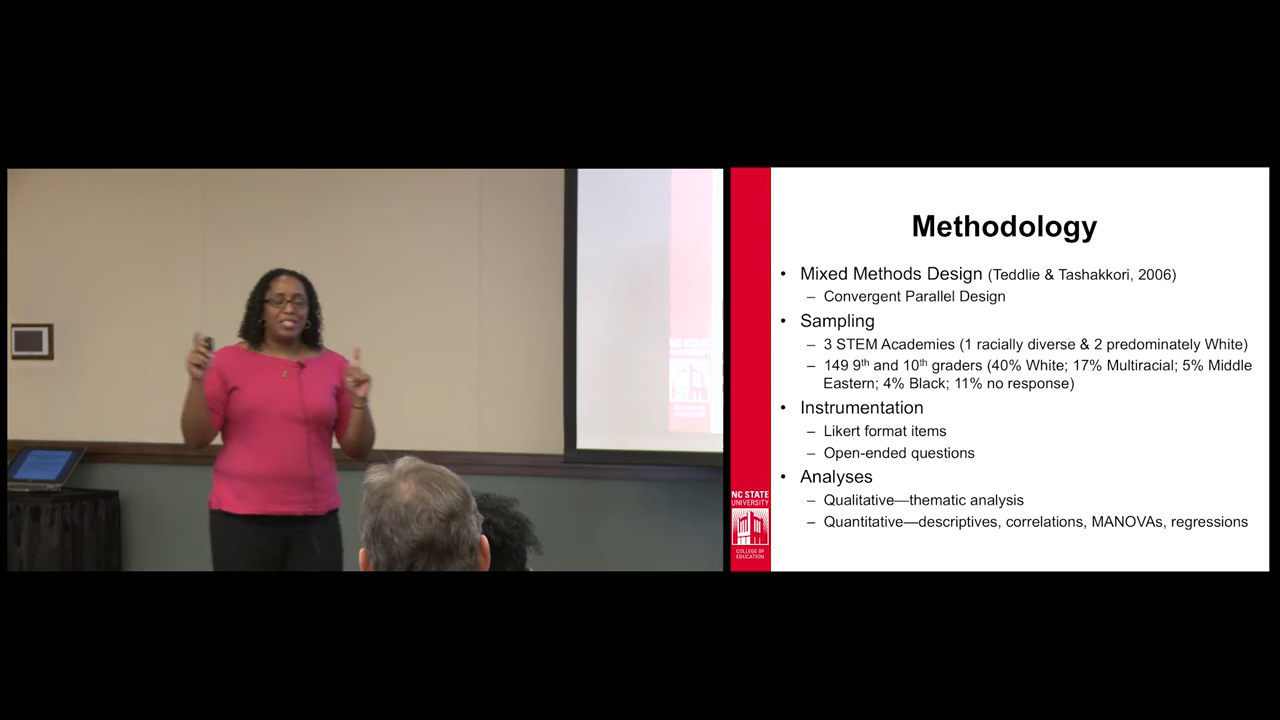 Methodology
• Mixed Methods Design (Teddlie & Tashakkori, 2006)
– Convergent Parallel Design
• Sampling
– 3 STEM Academies (1 racially diverse & 2 predominately White)
– 149 9th and 10th graders (40% White; 17% Multiracial; 5% Middle
Eastern; 4% Black; 11% no response)
• Instrumentation
– Likert format items
– Open-ended questions
• Analyses
– Qualitative—thematic analysis
– Quantitative—descriptives, correlations, MANOVAs, regressions
NC STATE
UNIVERSITY
COLLEGE OF
EDUCATION
NC STATE